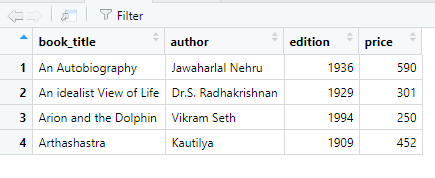 Filter
book_title author edition price
1 An Autobiography Jawaharlal Nehru 1936 590
2 An idealist View of Life Dr.S. Radhakrishnan 1929 301
3 Arion and the Dolphin Vikram Seth 1994 250
4 Arthashastra Kautilya 1909 452